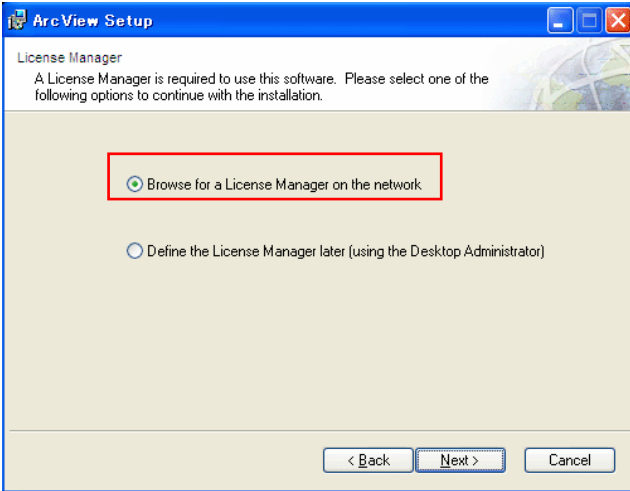 ArcView Setup
License Manager
A License Manager is required to use this software. Please select one of the
following options to continue with the installation.
Browse for a License Manager on the network
Define the License Manager later (using the Desktop Administrator)
< Back Next > Cancel